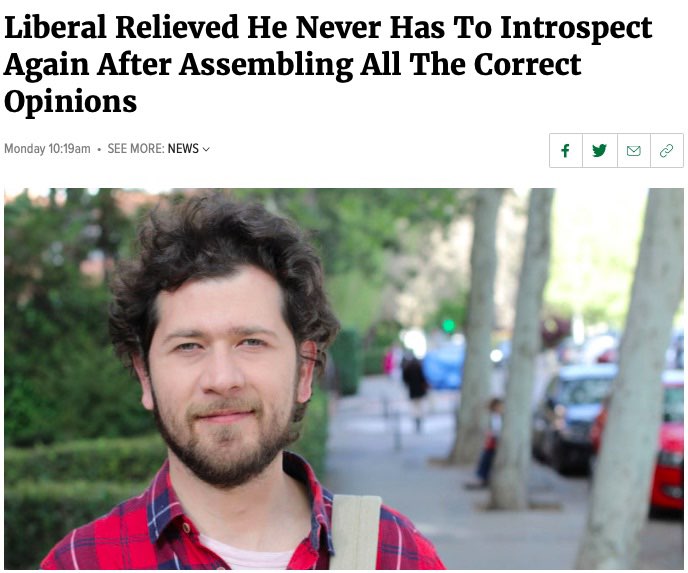 Liberal Relieved He Never Has To Introspect
Again After Assembling All The Correct
Opinions
Monday 10:19am • SEE MORE: NEWS